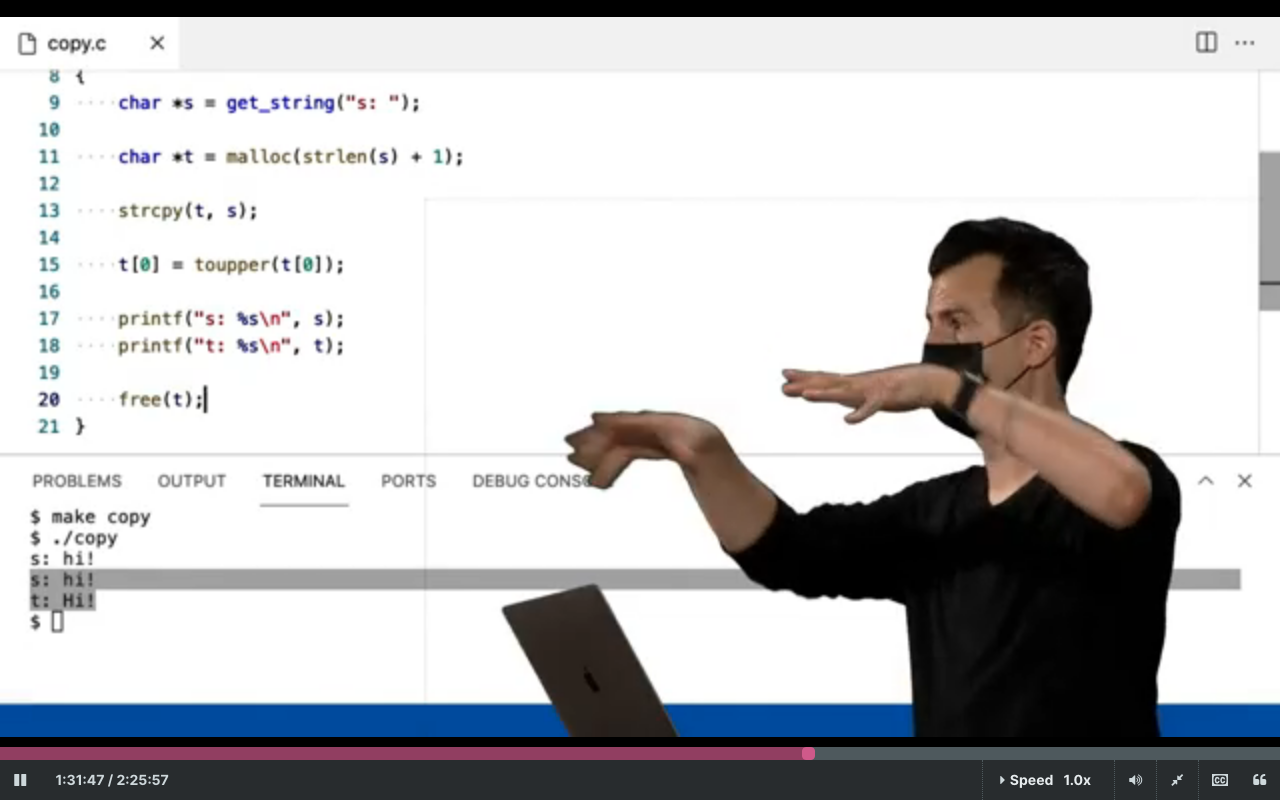 copy.c
8 {
9 char *s = get_string("s: ");
10
11 char *t = malloc(strlen(s) + 1);
12
13 strcpy(t, s);
14
15 t[0] = toupper(t[0]);
16
17 printf("s: %s\n", s);
18 printf("t: %s\n", t);
19
20 free(t);
21 }
PROBLEMS OUTPUT TERMINAL PORTS DEBUG CONSO
$ make copy
$ ./copy
s: hi!
s: hi!
t: Hi!
$
1:31:47 / 2:25:57 Speed 1.0x CC